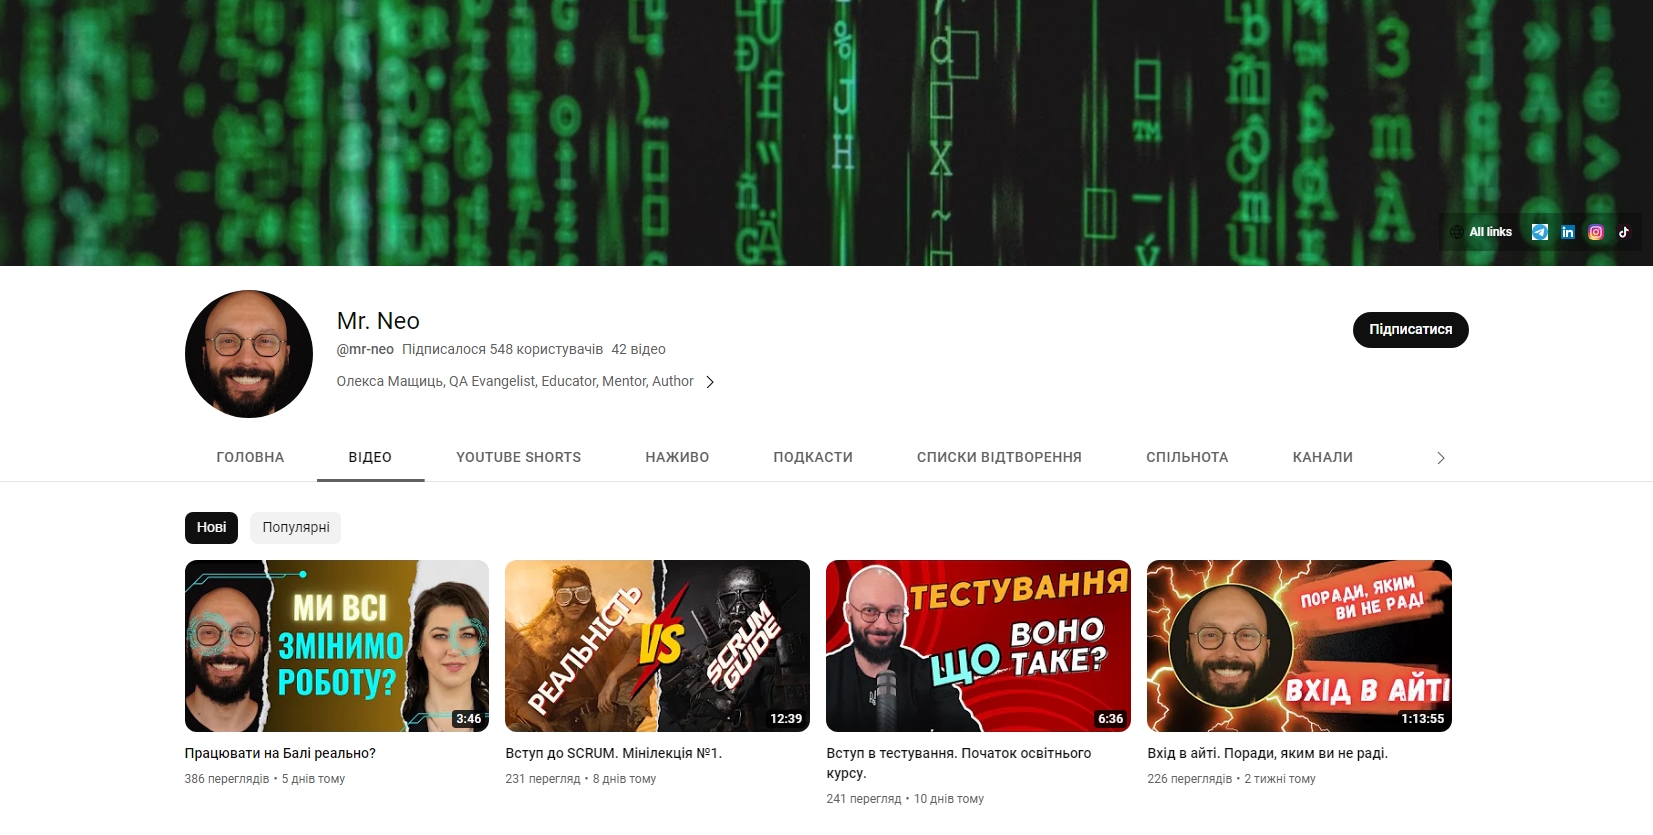 All links
Mr. Neo
@mr-neo Підписалося 548 користувачів 42 відео
Олекса Мащиць, QA Evangelist, Educator, Mentor, Author
Підписатися
ГОЛОВНА
ВІДЕО
YOUTUBE SHORTS
НАЖИВО
ПОДКАСТИ
СПИСКИ ВІДТВОРЕННЯ
СПІЛЬНОТА
КАНАЛИ
Нові
Популярні
МИ ВСІ
ЗМІНИМО
РОБОТУ?
3:46
Працювати на Балі реально?
386 переглядів • 5 днів тому
РЕАЛЬНІСТЬ
VS
SCRUM
GUIDE
12:39
Вступ до SCRUM. Мінілекція №1.
231 перегляд • 8 днів тому
ТЕСТУВАННЯ
ЩО ВОНО
ТАКЕ?
6:36
Вступ в тестування. Початок освітнього
курсу.
241 перегляд • 10 днів тому
ПОРАДИ, ЯКИМ
ВИ НЕ РАДІ
ВХІД В АЙТІ
1:13:55
Вхід в айті. Поради, яким ви не раді.
226 переглядів • 2 тижні тому